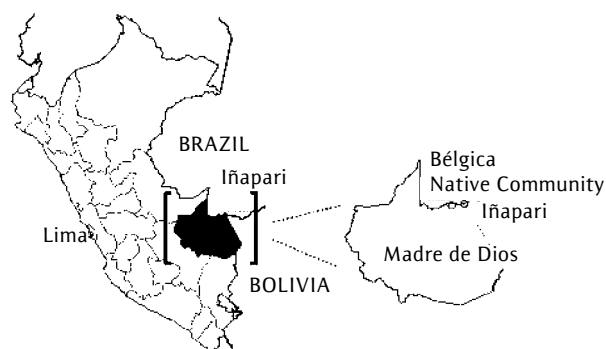 BRAZIL
Iñapari
Lima
BOLIVIA
Bélgica
Native Community
Iñapari
Madre de Dios